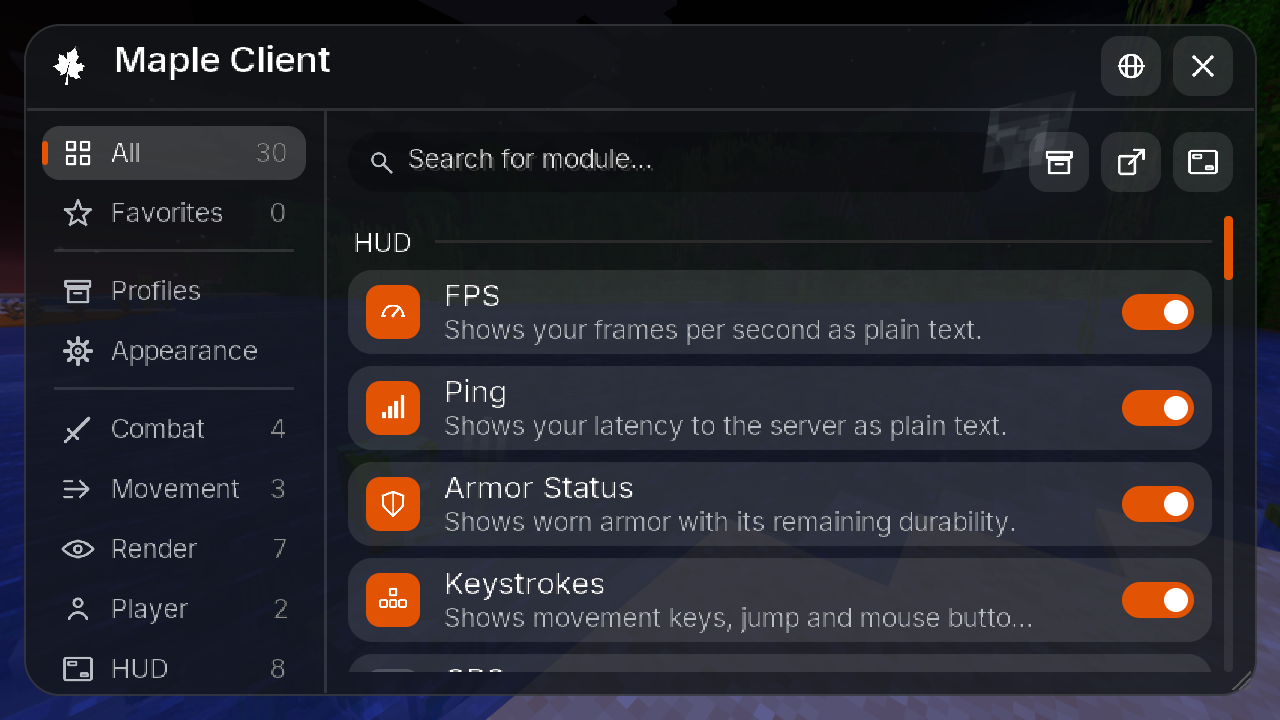 Maple Client
All 30
Favorites 0
Profiles
Appearance
Combat 4
Movement 3
Render 7
Player 2
HUD 8
Search for module...
HUD
FPS
Shows your frames per second as plain text.
Ping
Shows your latency to the server as plain text.
Armor Status
Shows worn armor with its remaining durability.
Keystrokes
Shows movement keys, jump and mouse butto...